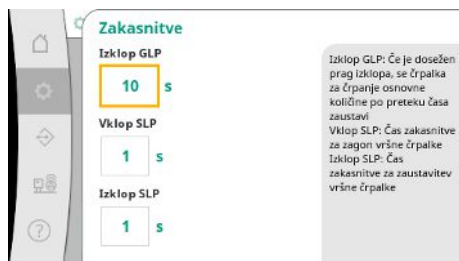 Zakasnitve
Izklop GLP
10 s
Vklop SLP
1 s
Izklop SLP
1 s
Izklop GLP: Če je dosežen
prag izklopa, se črpalka
za črpanje osnovne
količine po preteku časa
zaustavi
Vklop SLP: Čas zakasnitve
za zagon vršne črpalke
Izklop SLP: Čas
zakasnitve za zaustavitev
vršne črpalke